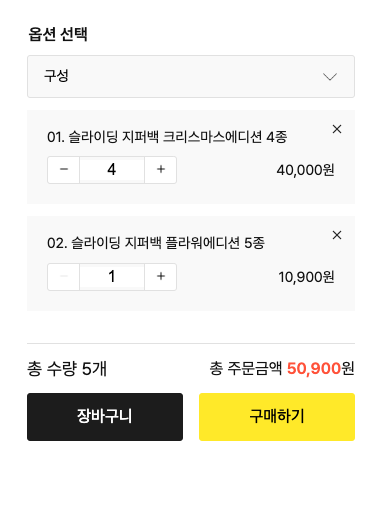 옵션 선택
구성
01. 슬라이딩 지퍼백 크리스마스에디션 4종
4
40,000원
02. 슬라이딩 지퍼백 플라워에디션 5종
1
10,900원
총 수량 5개 총 주문금액 50,900원
장바구니 구매하기